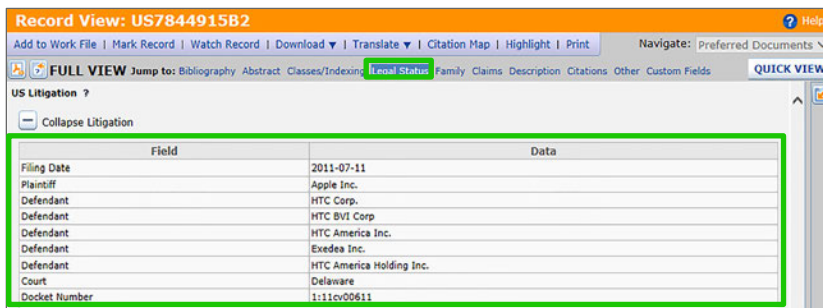 Record View: US7844915B2
Help
Add to Work File | Mark Record | Watch Record | Download ▼ | Translate ▼ | Citation Map | Highlight | Print Navigate: Preferred Documents
FULL VIEW Jump to: Bibliography Abstract Classes/Indexing Legal Status Family Claims Description Citations Other Custom Fields QUICK VIEW
US Litigation ?
Collapse Litigation
Field Data
Filing Date 2011-07-11
Plaintiff Apple Inc.
Defendant HTC Corp.
Defendant HTC BVI Corp
Defendant HTC America Inc.
Defendant Exedea Inc.
Defendant HTC America Holding Inc.
Court Delaware
Docket Number 1:11cv00611